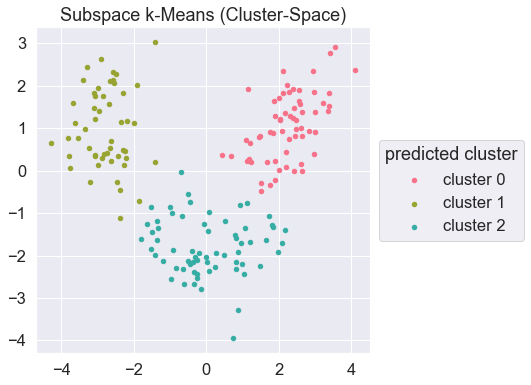 Subspace k-Means (Cluster-Space)
3
2
1
0
−1
−2
−3
−4
−4 −2 0 2 4
predicted cluster
cluster 0
cluster 1
cluster 2